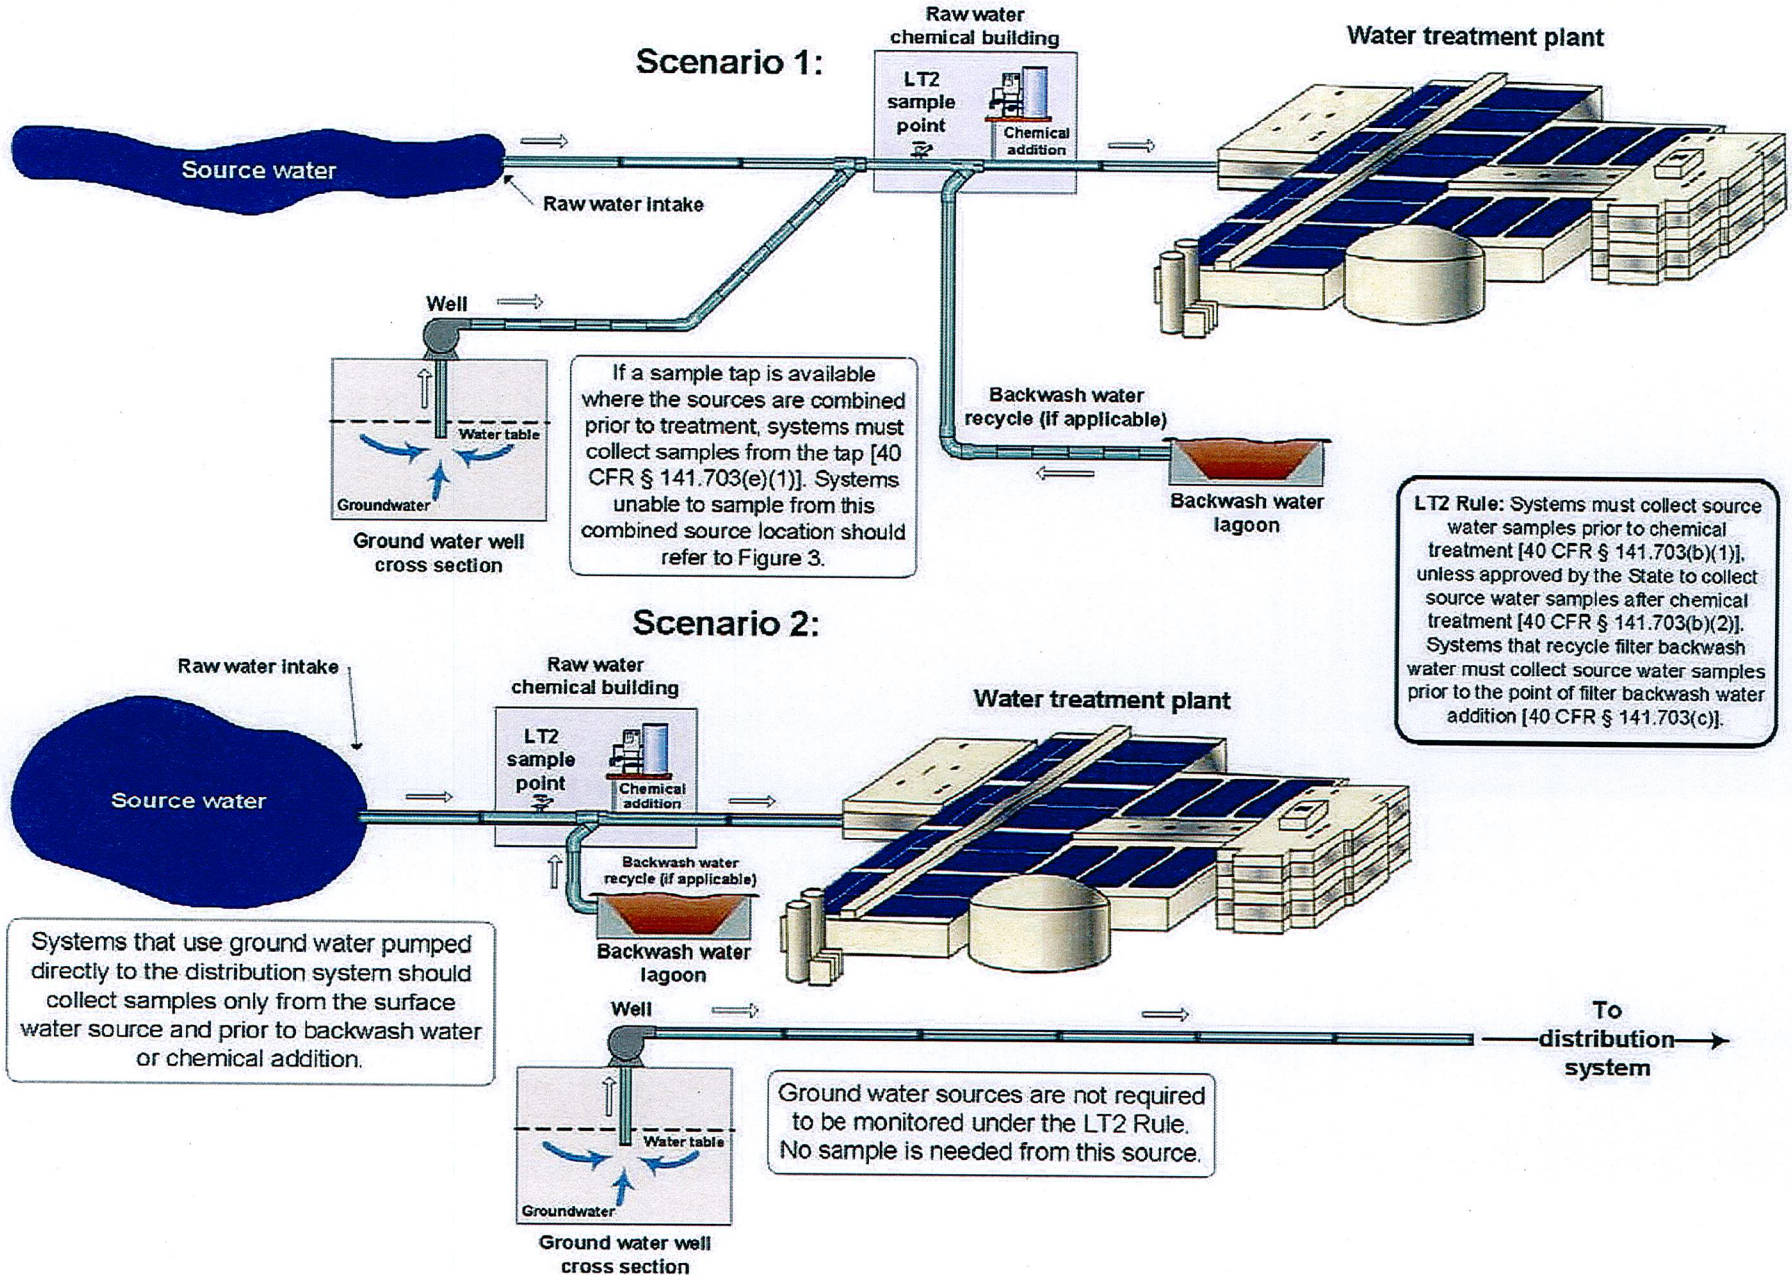 Scenario 1:
Raw water
chemical building
Water treatment plant
LT2
sample
point
Chemical
addition
Source water
Raw water intake
Well
Water table
Groundwater
Ground water well
cross section
If a sample tap is available
where the sources are combined
prior to treatment, systems must
collect samples from the tap [40
CFR § 141.703(e)(1)]. Systems
unable to sample from this
combined source location should
refer to Figure 3.
Backwash water
recycle (if applicable)
Backwash water
lagoon
LT2 Rule: Systems must collect source
water samples prior to chemical
treatment [40 CFR § 141.703(b)(1)],
unless approved by the State to collect
source water samples after chemical
treatment [40 CFR § 141.703(b)(2)].
Systems that recycle filter backwash
water must collect source water samples
prior to the point of filter backwash water
addition [40 CFR § 141.703(c)].
Scenario 2:
Raw water intake
Raw water
chemical building
Water treatment plant
LT2
sample
point
Chemical
addition
Source water
Backwash water
recycle (if applicable)
Backwash water
lagoon
Systems that use ground water pumped
directly to the distribution system should
collect samples only from the surface
water source and prior to backwash water
or chemical addition.
Well
To
distribution
system
Water table
Groundwater
Ground water well
cross section
Ground water sources are not required
to be monitored under the LT2 Rule.
No sample is needed from this source.